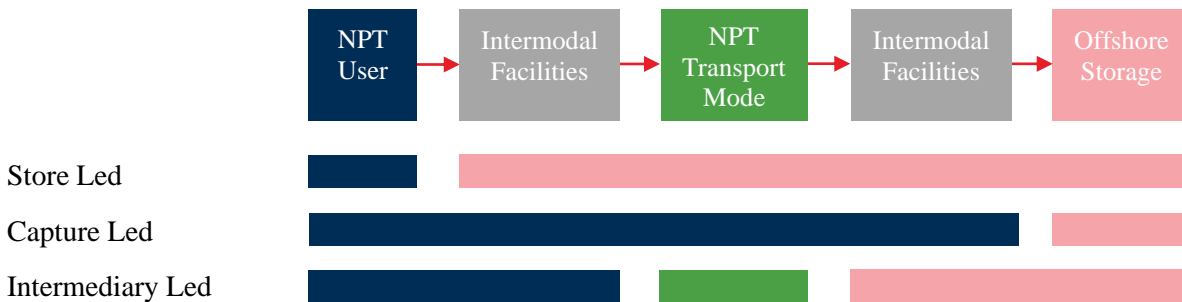 NPT
User
Intermodal
Facilities
NPT
Transport
Mode
Intermodal
Facilities
Offshore
Storage
Store Led
Capture Led
Intermediary Led